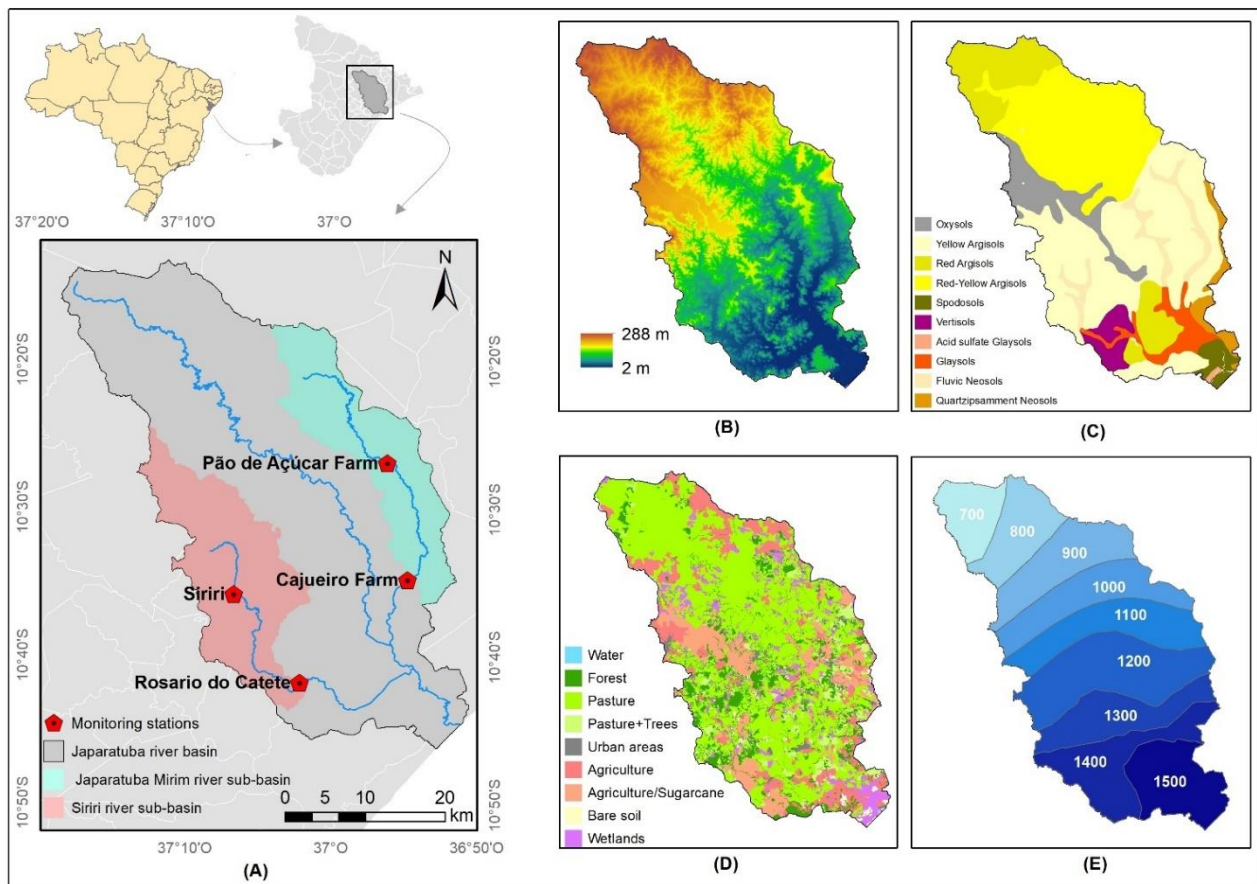 37°20'O
37°10'O
37°O
N
10°20'S
10°30'S
10°40'S
10°50'S
10°20'S
10°30'S
10°40'S
10°50'S
Pão de Açúcar Farm
Cajueiro Farm
Siriri
Rosario do Catete
Monitoring stations
Japaratuba river basin
Japaratuba Mirim river sub-basin
Siriri river sub-basin
0 5 10 20
km
37°10'O
37°O
36°50'O
(A)
288 m
2 m
(B)
Oxysols
Yellow Argisols
Red Argisols
Red-Yellow Argisols
Spodosols
Vertisols
Acid sulfate Glaysols
Glaysols
Fluvic Neosols
Quartzipsamment Neosols
(C)
Water
Forest
Pasture
Pasture+Trees
Urban areas
Agriculture
Agriculture/Sugarcane
Bare soil
Wetlands
(D)
700
800
900
1000
1100
1200
1300
1400
1500
(E)